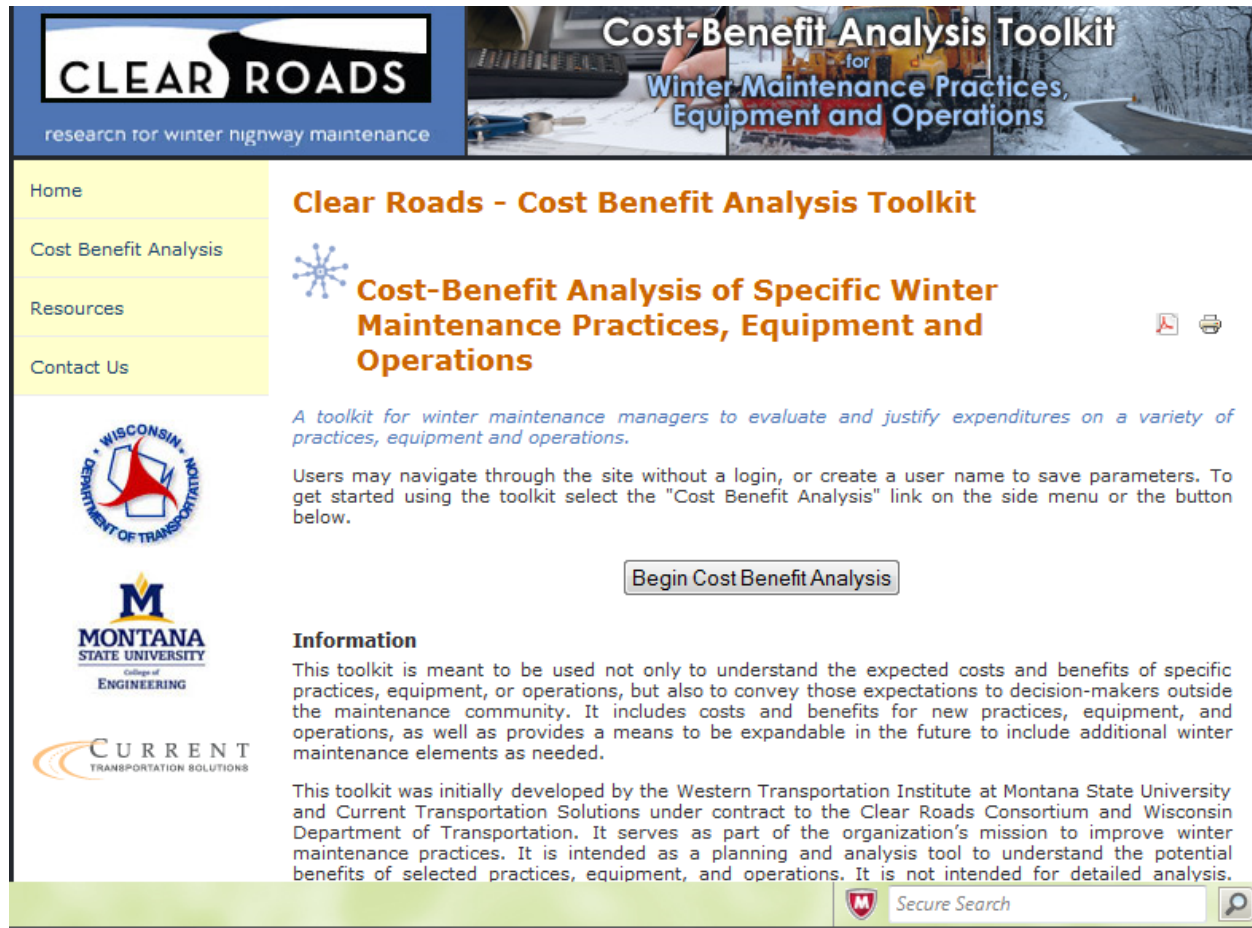 CLEAR ROADS
research for winter highway maintenance
Cost-Benefit Analysis Toolkit
for
Winter Maintenance Practices,
Equipment and Operations
Home
Cost Benefit Analysis
Resources
Contact Us
WISCONSIN
DEPARTMENT OF TRANSPORTATION
M
MONTANA
STATE UNIVERSITY
College of
ENGINEERING
CURRENT
TRANSPORTATION SOLUTIONS
Clear Roads - Cost Benefit Analysis Toolkit
Cost-Benefit Analysis of Specific Winter
Maintenance Practices, Equipment and
Operations
A toolkit for winter maintenance managers to evaluate and justify expenditures on a variety of
practices, equipment and operations.
Users may navigate through the site without a login, or create a user name to save parameters. To
get started using the toolkit select the "Cost Benefit Analysis" link on the side menu or the button
below.
Begin Cost Benefit Analysis
Information
This toolkit is meant to be used not only to understand the expected costs and benefits of specific
practices, equipment, or operations, but also to convey those expectations to decision-makers outside
the maintenance community. It includes costs and benefits for new practices, equipment, and
operations, as well as provides a means to be expandable in the future to include additional winter
maintenance elements as needed.
This toolkit was initially developed by the Western Transportation Institute at Montana State University
and Current Transportation Solutions under contract to the Clear Roads Consortium and Wisconsin
Department of Transportation. It serves as part of the organization's mission to improve winter
maintenance practices. It is intended as a planning and analysis tool to understand the potential
benefits of selected practices, equipment, and operations. It is not intended for detailed analysis.
Secure Search